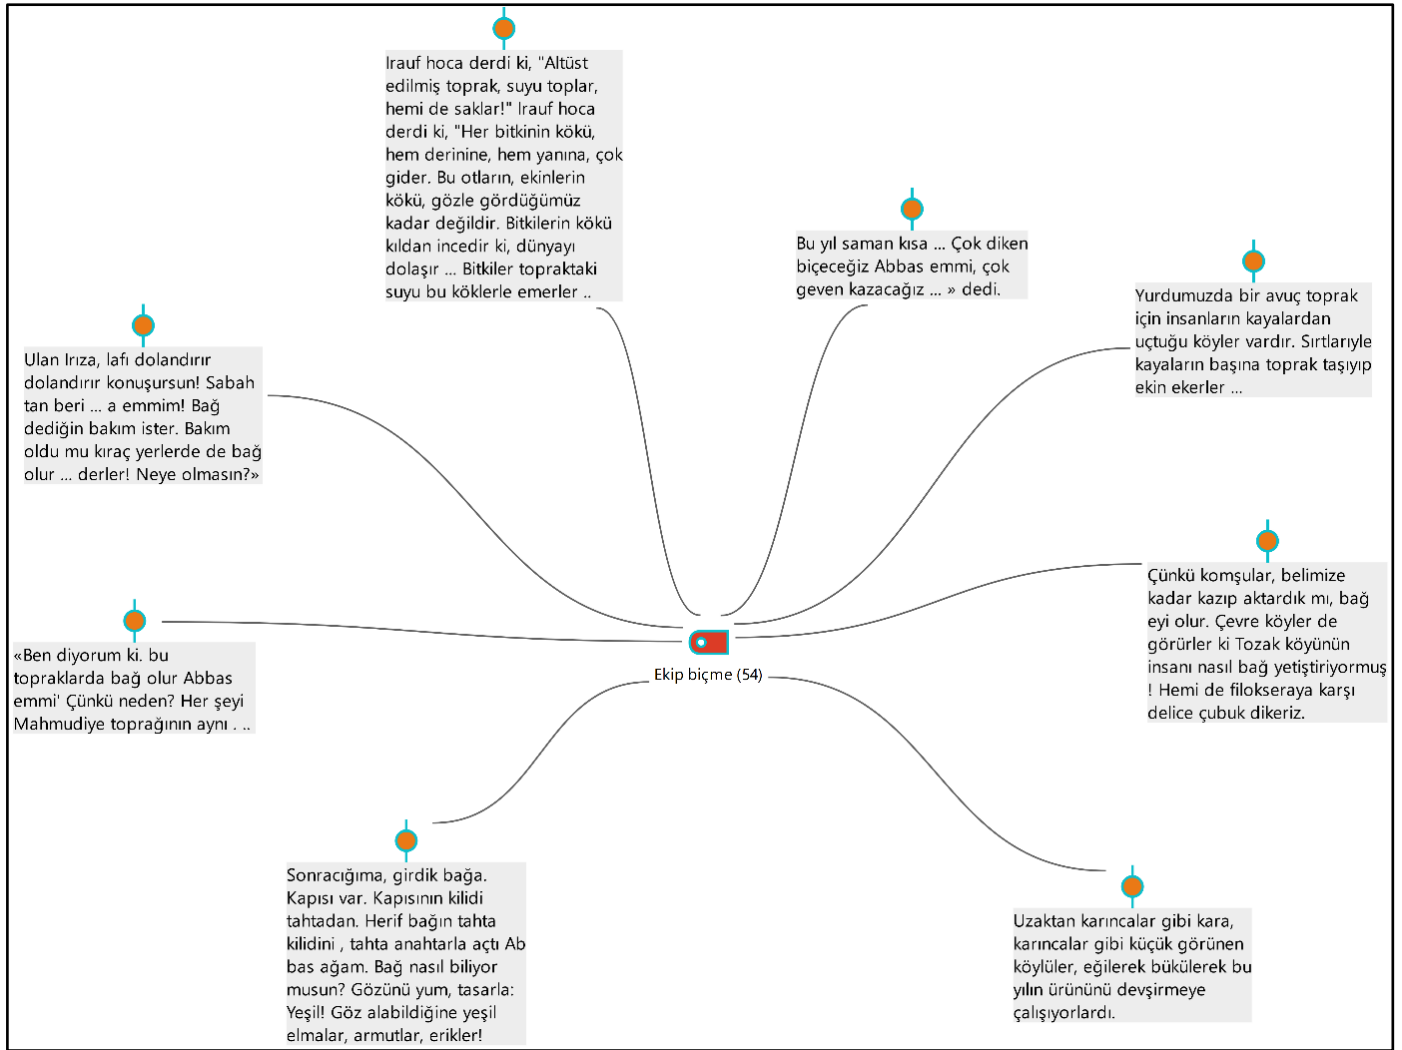 Irauf hoca derdi ki, "Altüst
edilmiş toprak, suyu toplar,
hemi de saklar!" Irauf hoca
derdi ki, "Her bitkinin kökü,
hem derinine, hem yanına, çok
gider. Bu otların, ekinlerin
kökü, gözle gördüğümüz
kadar değildir. Bitkilerin kökü
kıldan incedir ki, dünyayı
dolaşır ... Bitkiler topraktaki
suyu bu köklerle emerler ..
Bu yıl saman kısa ... Çok diken
biçeceğiz Abbas emmi, çok
geven kazacağız ... » dedi.
Yurdumuzda bir avuç toprak
için insanların kayalardan
uçtuğu köyler vardır. Sırtlarıyle
kayaların başına toprak taşıyıp
ekin ekerler ...
Ulan Irıza, lafı dolandırır
dolandırır konuşursun! Sabah
tan beri ... a emmim! Bağ
dediğin bakım ister. Bakım
oldu mu kıraç yerlerde de bağ
olur ... derler! Neye olmasın?»
Çünkü komşular, belimize
kadar kazıp aktardık mı, bağ
eyi olur. Çevre köyler de
görürler ki Tozak köyünün
insanı nasıl bağ yetiştiriyormuş
! Hemi de filokseraya karşı
delice çubuk dikeriz.
«Ben diyorum ki. bu
topraklarda bağ olur Abbas
emmi' Çünkü neden? Her şeyi
Mahmudiye toprağının aynı . ..
Ekip biçme (54)
Sonracığıma, girdik bağa.
Kapısı var. Kapısının kilidi
tahtadan. Herif bağın tahta
kilidini , tahta anahtarla açtı Ab
bas ağam. Bağ nasıl biliyor
musun? Gözünü yum, tasarla:
Yeşil! Göz alabildiğine yeşil
elmalar, armutlar, erikler!
Uzaktan karıncalar gibi kara,
karıncalar gibi küçük görünen
köylüler, eğilerek bükülerek bu
yılın ürününü devşirmeye
çalışıyorlardı.